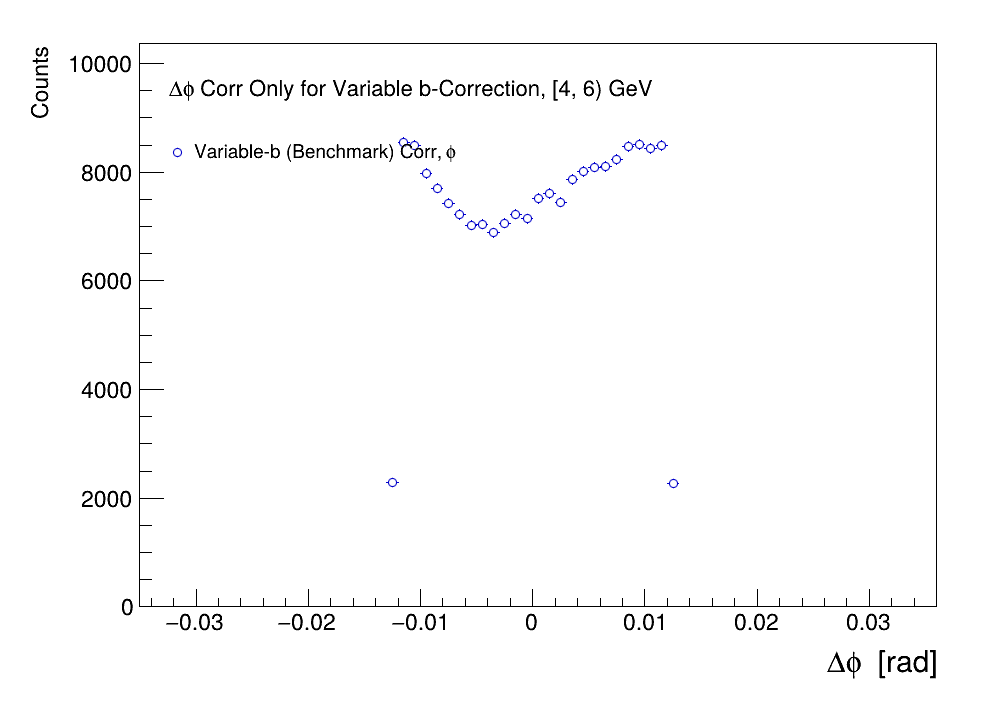 Counts
10000
Δϕ Corr Only for Variable b-Correction, [4, 6) GeV
Variable-b (Benchmark) Corr, ϕ
8000
6000
4000
2000
0
−0.03 −0.02 −0.01 0 0.01 0.02 0.03
Δϕ [rad]